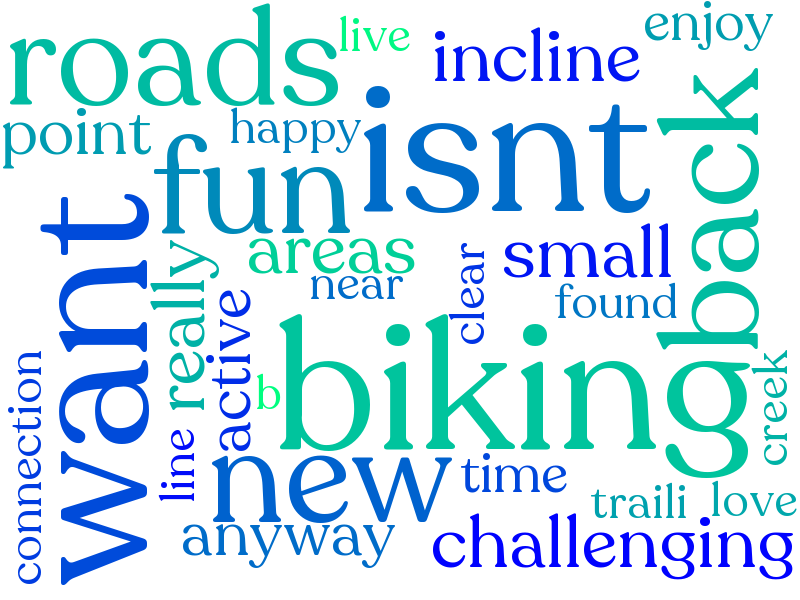 roads
live
incline
enjoy
point
happy
isnt
back
fun
want
really
areas
near
clear
small
found
active
connection
b
biking
creek
line
new
time
traili
love
anyway
challenging